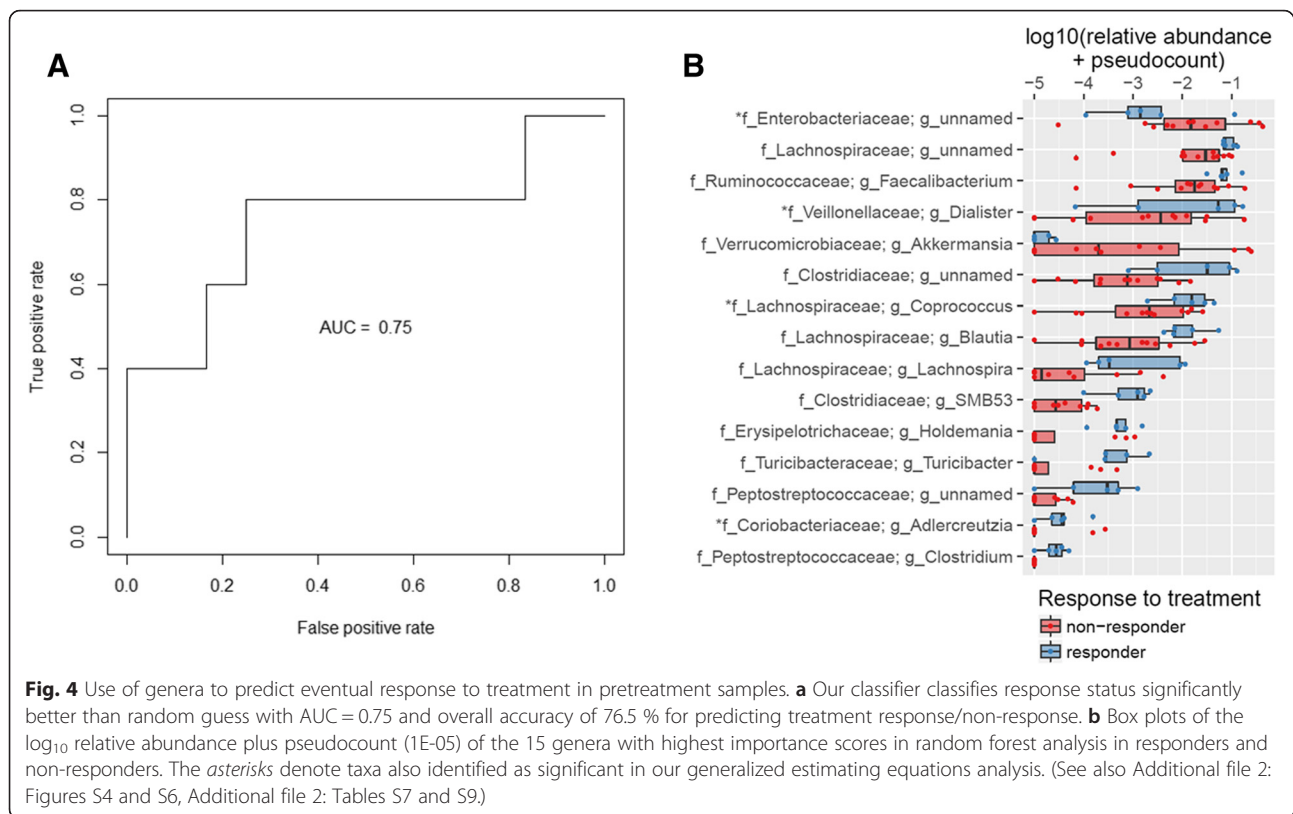 A
True positive rate
1.0
0.8
0.6
0.4
0.2
0.0
AUC = 0.75
0.0 0.2 0.4 0.6 0.8 1.0
False positive rate
B
log10(relative abundance
+ pseudocount)
−5 −4 −3 −2 −1
*f_Enterobacteriaceae; g_unnamed
f_Lachnospiraceae; g_unnamed
f_Ruminococcaceae; g_Faecalibacterium
*f_Veillonellaceae; g_Dialister
f_Verrucomicrobiaceae; g_Akkermansia
f_Clostridiaceae; g_unnamed
*f_Lachnospiraceae; g_Coprococcus
f_Lachnospiraceae; g_Blautia
f_Lachnospiraceae; g_Lachnospira
f_Clostridiaceae; g_SMB53
f_Erysipelotrichaceae; g_Holdemania
f_Turicibacteraceae; g_Turicibacter
f_Peptostreptococcaceae; g_unnamed
*f_Coriobacteriaceae; g_Adlercreutzia
f_Peptostreptococcaceae; g_Clostridium
Response to treatment
non−responder
responder
Fig. 4 Use of genera to predict eventual response to treatment in pretreatment samples. a Our classifier classifies response status significantly
better than random guess with AUC = 0.75 and overall accuracy of 76.5 % for predicting treatment response/non-response. b Box plots of the
log10 relative abundance plus pseudocount (1E-05) of the 15 genera with highest importance scores in random forest analysis in responders and
non-responders. The asterisks denote taxa also identified as significant in our generalized estimating equations analysis. (See also Additional file 2:
Figures S4 and S6, Additional file 2: Tables S7 and S9.)